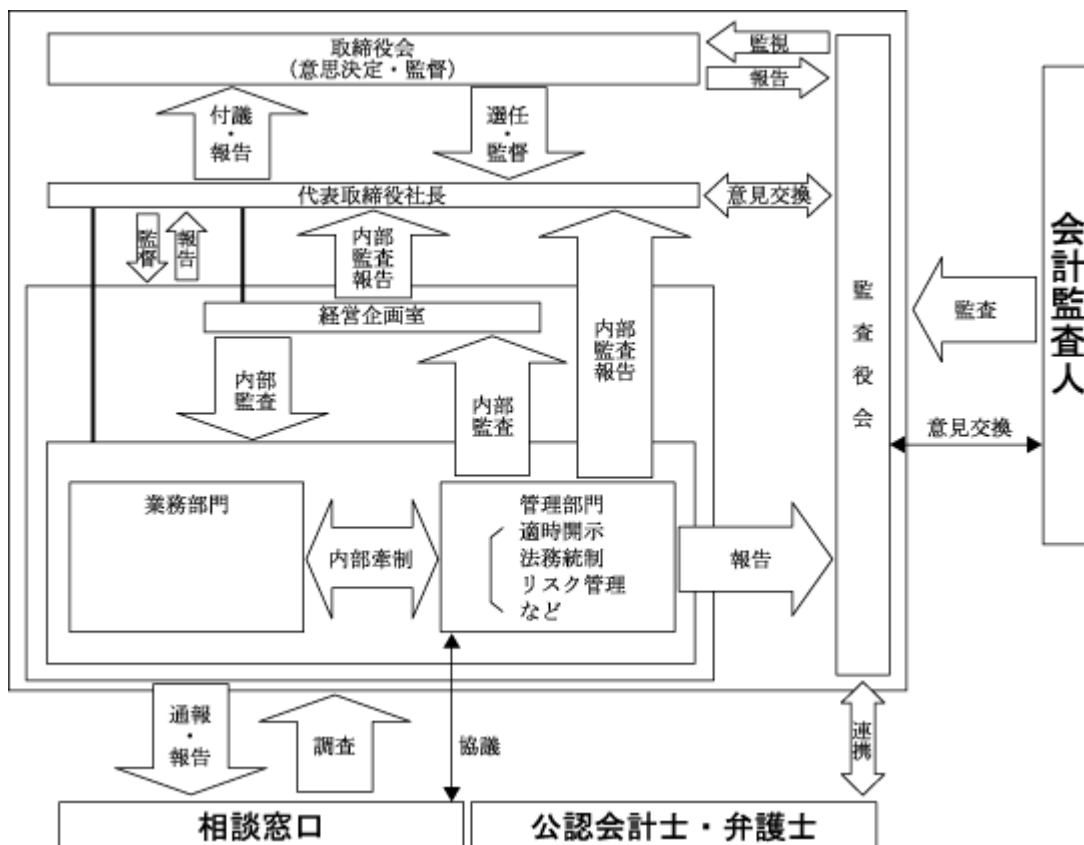 取締役会
(意思決定・監督)
監視
報告
付議
・
報告
選任
・
監督
代表取締役社長
意見交換
監督
報告
内部
監査
報告
経営企画室
内部
監査
内部
監査
内部
監査
報告
監査役会
監査
会計監査人
意見交換
業務部門
内部牽制
管理部門
適時開示
法務統制
リスク管理
など
報告
通報
・
報告
調査
協議
連携
相談窓口
公認会計士・弁護士